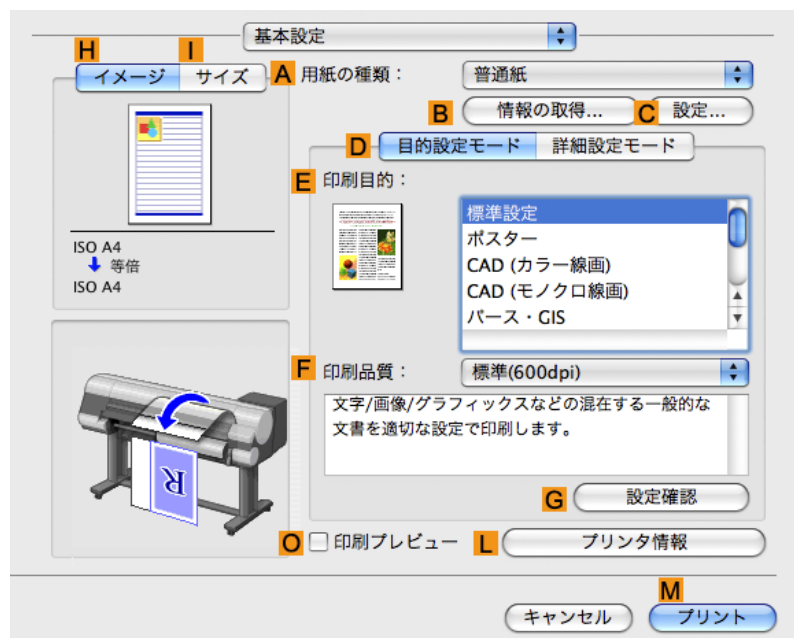 基本設定
H
I
イメージ
サイズ
A
用紙の種類：
普通紙
B
情報の取得...
C
設定...
D
目的設定モード
詳細設定モード
E
印刷目的：
標準設定
ポスター
CAD (カラー線画)
CAD (モノクロ線画)
パース・GIS
ISO A4
等倍
ISO A4
F
印刷品質：
標準(600dpi)
文字/画像/グラフィックスなどの混在する一般的な
文書を適切な設定で印刷します。
R
G
設定確認
O
印刷プレビュー
L
プリンタ情報
M
キャンセル
プリント